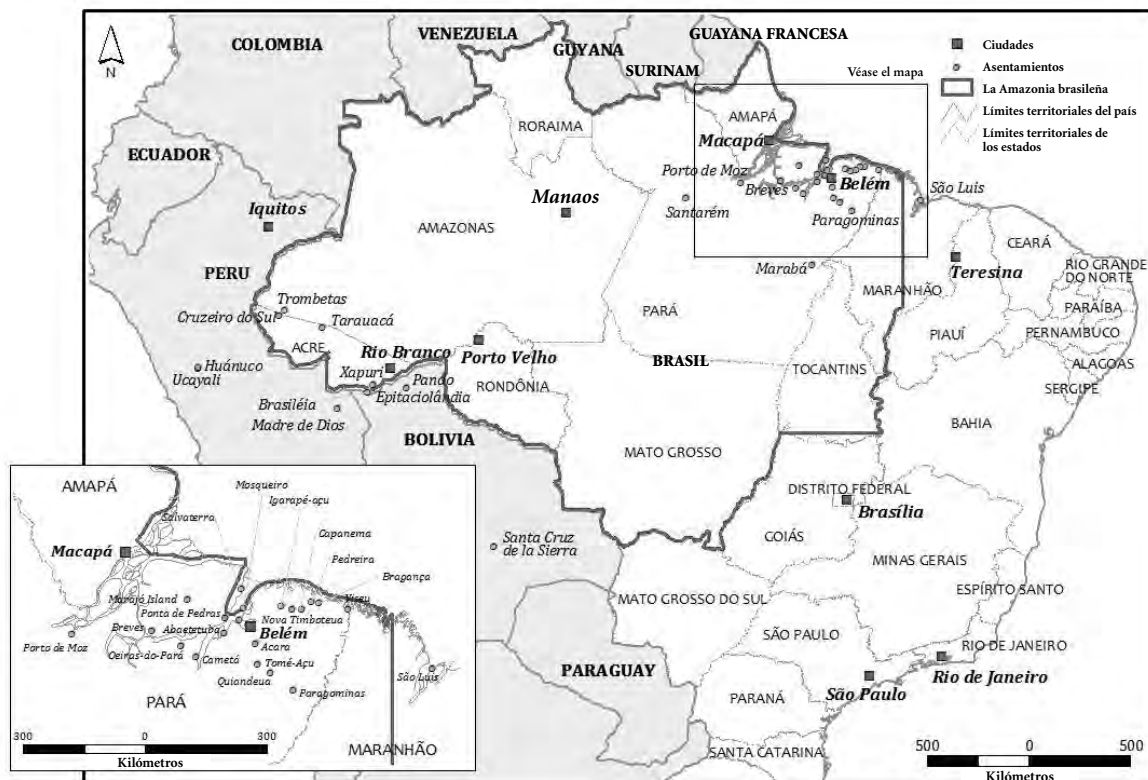 COLOMBIA
VENEZUELA
GUYANA
SURINAM
GUAYANA FRANCESA
N
Ciudades
Asentamientos
La Amazonia brasileña
Límites territoriales del país
Límites territoriales de
los estados
Véase el mapa
ECUADOR
RORAIMA
AMAPÁ
Macapá
Porto de Moz
Breves
Belém
São Luis
Iquitos
Manaos
Santarém
Paragominas
AMAZONAS
CEARÁ
PERU
Marabá
Teresina
RIO GRANDE
DO NORTE
MARANHÃO
Trombetas
Cruzeiro do Sul
Tarauacá
PARÁ
PARAÍBA
PIAUÍ
PERNAMBUCO
ACRE
Rio Branco
Porto Velho
BRASIL
Huánuco
Ucayali
Xapuri
Pando
Epitaciolândia
RONDÔNIA
TOCANTINS
ALAGOAS
SERGIPE
Brasiléia
Madre de Dios
BOLIVIA
BAHIA
MATO GROSSO
DISTRITO FEDERAL
Brasília
GOIÁS
Santa Cruz
de la Sierra
MINAS GERAIS
ESPÍRITO SANTO
MATO GROSSO DO SUL
SÃO PAULO
RIO DE JANEIRO
PARAGUAY
São Paulo
Rio de Janeiro
PARANÁ
SANTA CATARINA
500 0 500
Kilómetros
AMAPÁ
Mosqueiro
Igarapé-açu
Salvaterra
Capanema
Macapá
Pedreira
Bragança
Marajó Island
Ponta de Pedras
Viseu
Breves
Abaetetuba
Nova Timboteua
Belém
Porto de Moz
Acara
Oeiras-do-Pará
Cametá
Tomé-Açu
São Luis
Quiandeua
Paragominas
PARÁ
300 0 300
Kilómetros
MARANHÃO